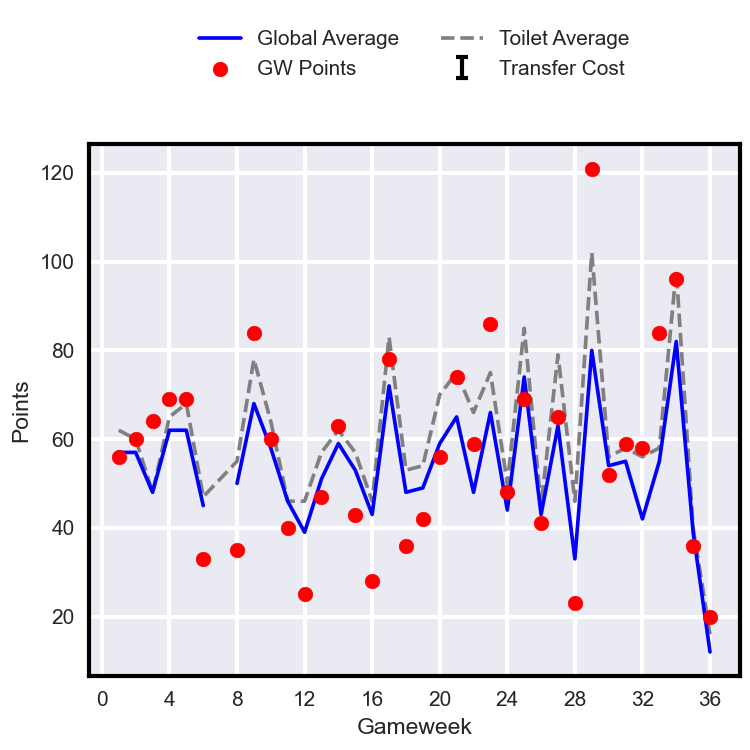 Global Average
Toilet Average
GW Points
Transfer Cost
120
100
80
60
40
20
Points
0 4 8 12 16 20 24 28 32 36
Gameweek